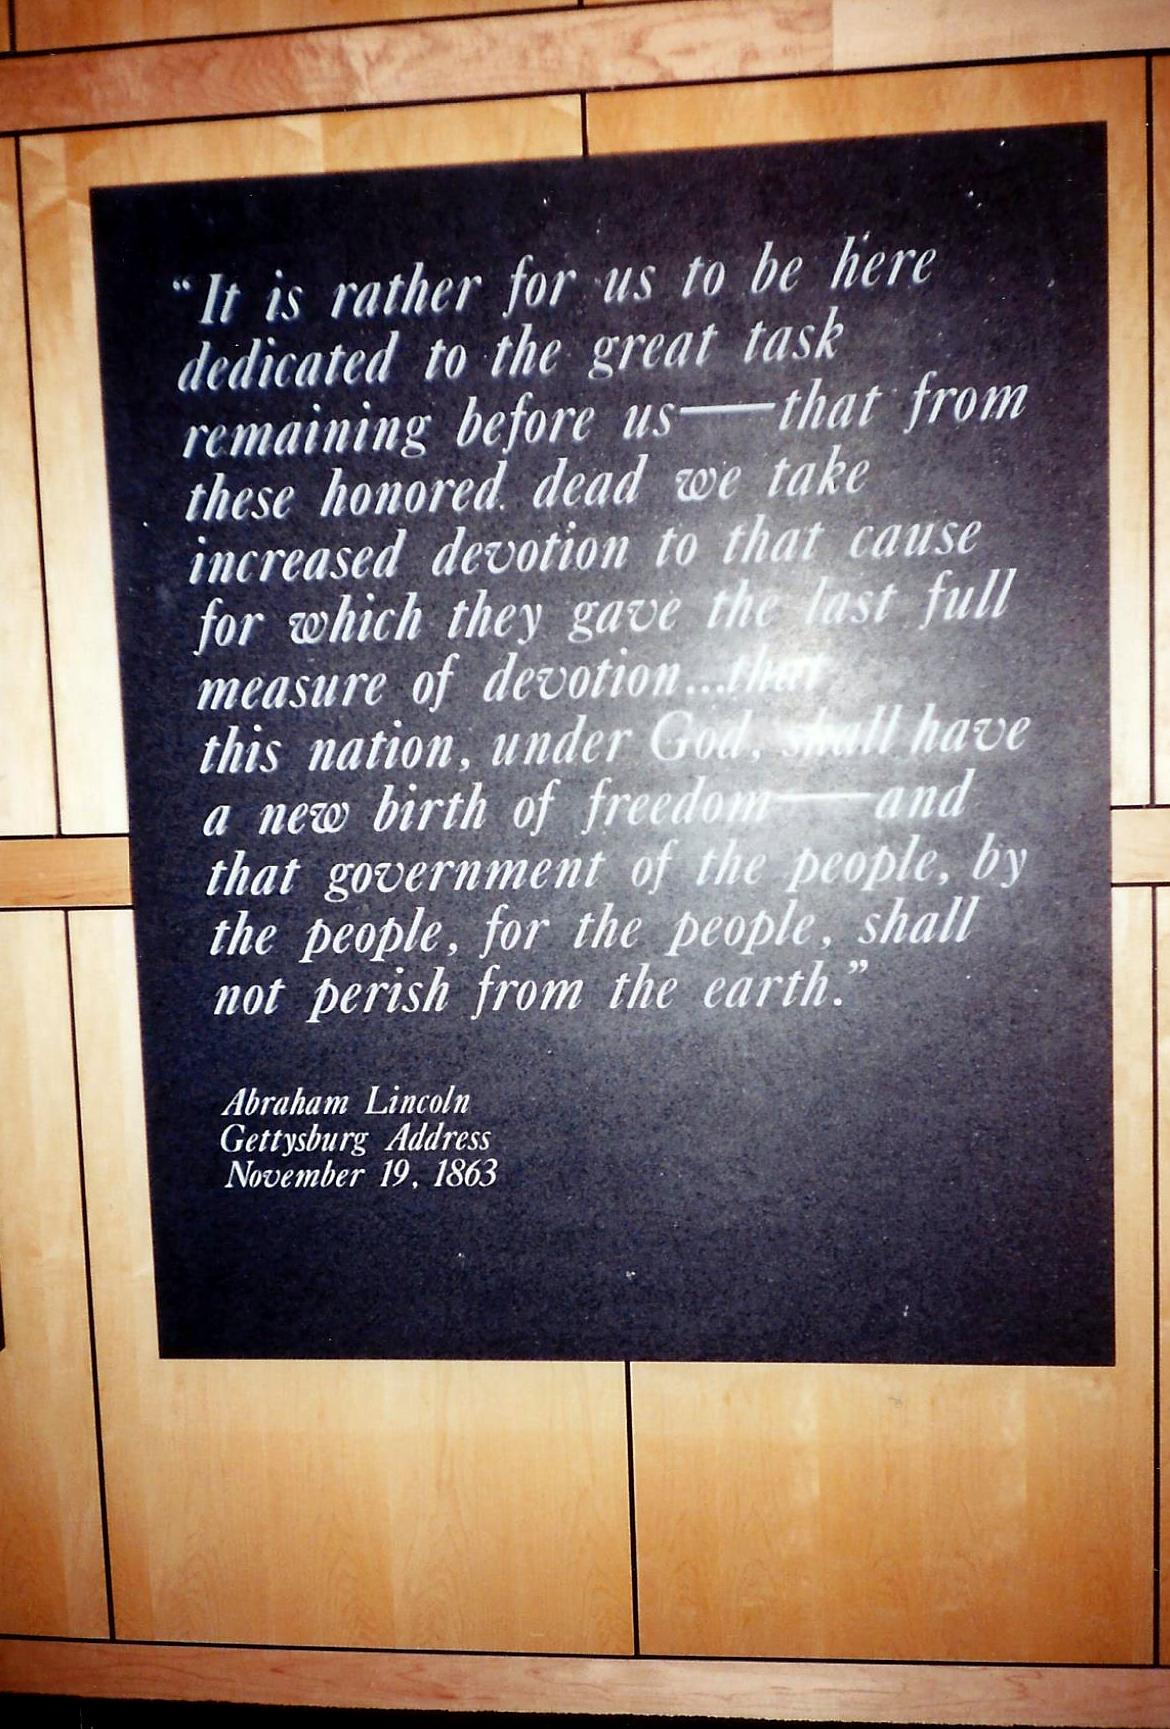 “It is rather for us to be here
dedicated to the great task
remaining before us—that from
these honored dead we take
increased devotion to that cause
for which they gave the last full
measure of devotion...that
this nation, under God, shall have
a new birth of freedom—and
that government of the people, by
the people, for the people, shall
not perish from the earth.”
Abraham Lincoln
Gettysburg Address
November 19, 1863